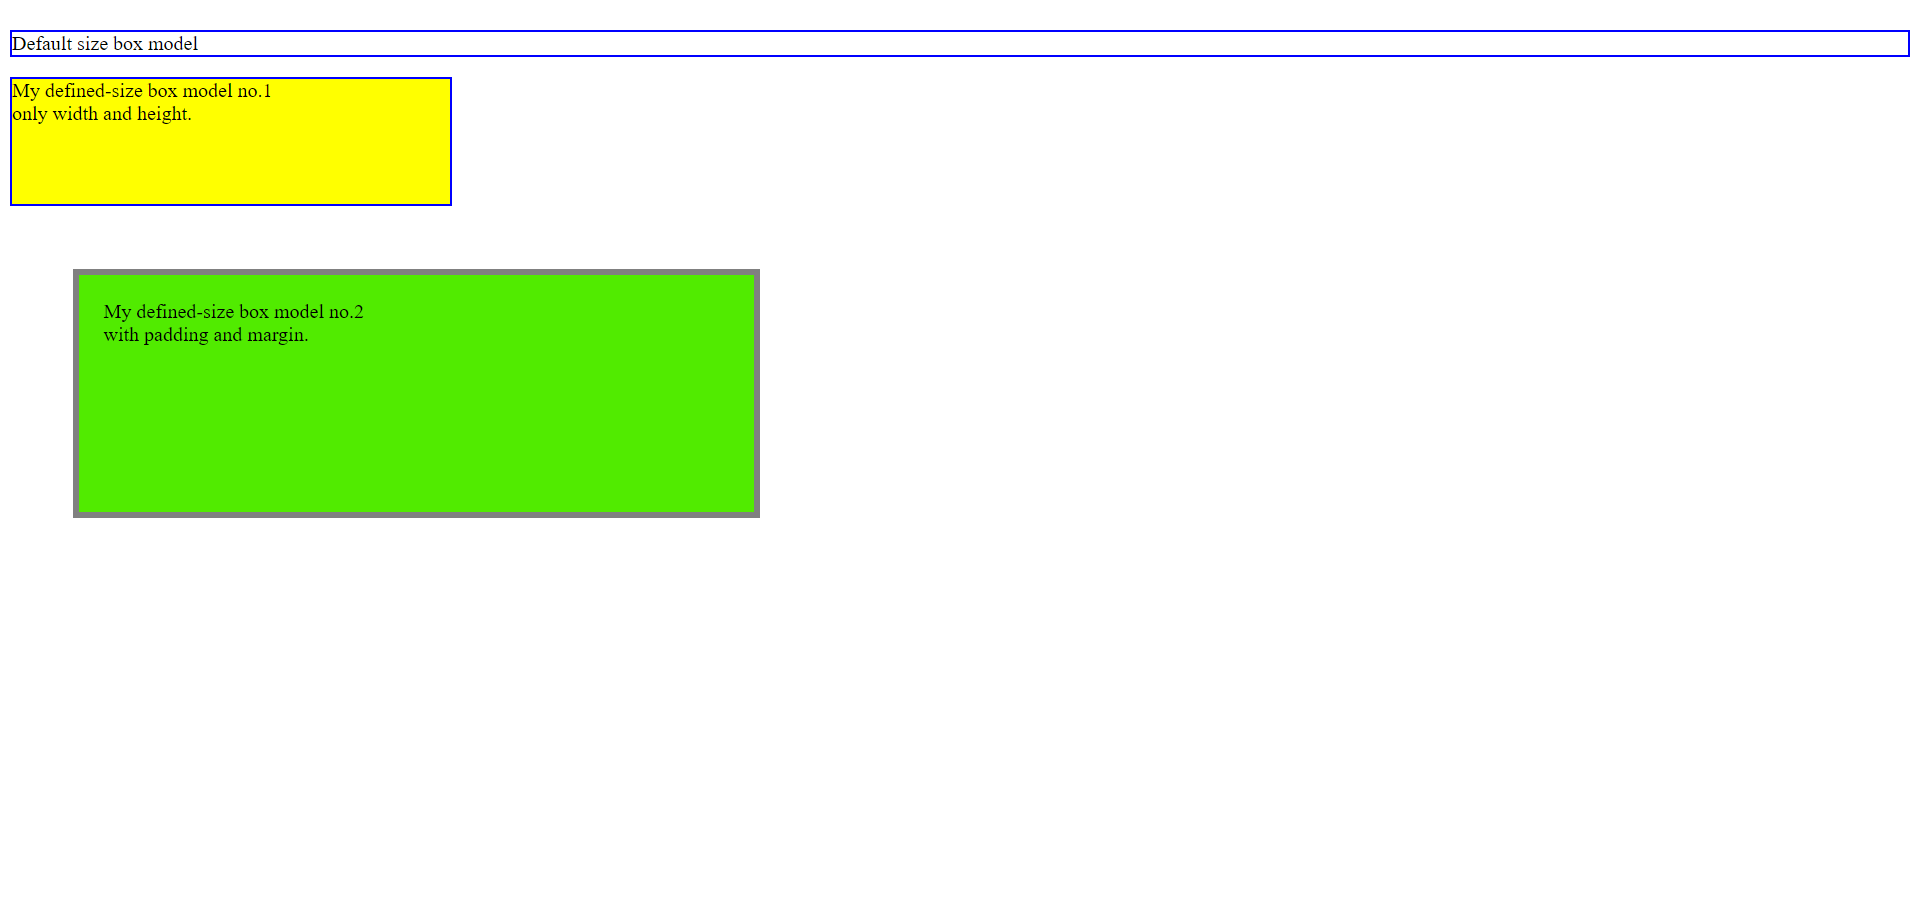 Default size box model
My defined-size box model no.1
only width and height.
My defined-size box model no.2
with padding and margin.